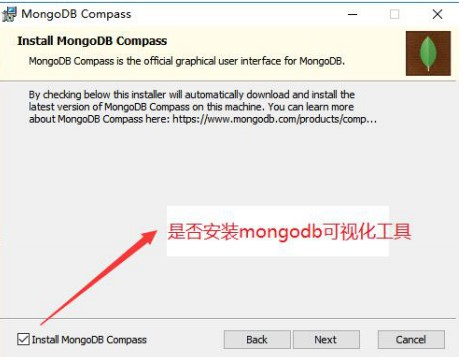 MongoDB Compass
Install MongoDB Compass
MongoDB Compass is the official graphical user interface for MongoDB.
By checking below this installer will automatically download and install the
latest version of MongoDB Compass on this machine. You can learn more
about MongoDB Compass here: https://www.mongodb.com/products/comp...
是否安装mongodb可视化工具
Install MongoDB Compass
Back
Next
Cancel